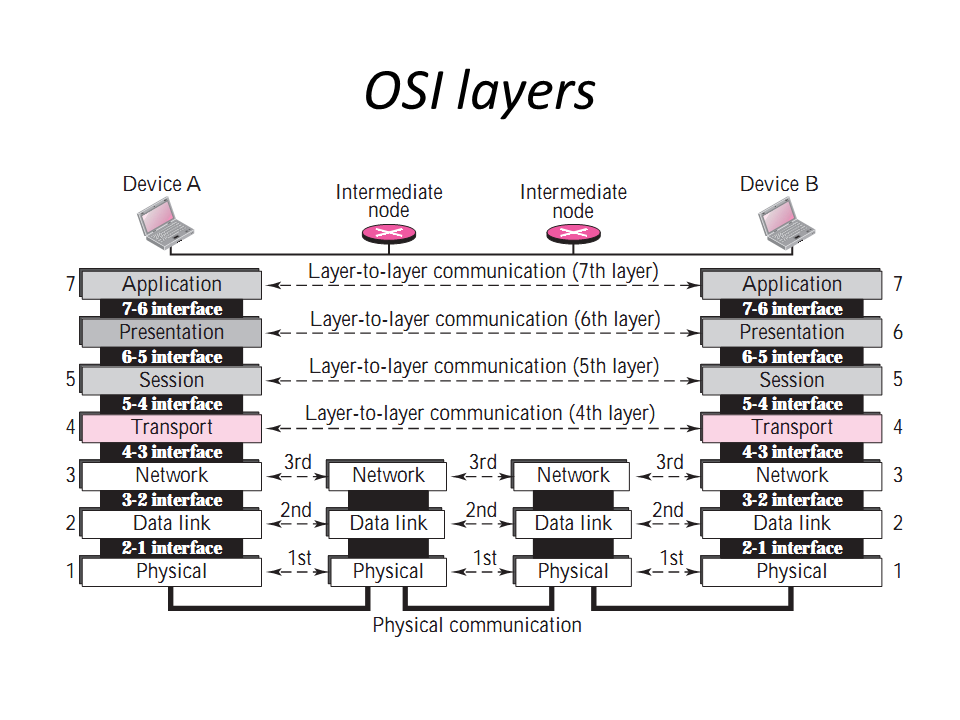 OSI layers
Device A
Intermediate
node
Intermediate
node
Device B
Layer-to-layer communication (7th layer)
7 Application Application 7
7-6 interface 7-6 interface
Layer-to-layer communication (6th layer)
Presentation Presentation 6
6-5 interface 6-5 interface
Layer-to-layer communication (5th layer)
5 Session Session 5
5-4 interface 5-4 interface
Layer-to-layer communication (4th layer)
4 Transport Transport 4
4-3 interface 4-3 interface
3rd 3rd 3rd
3 Network Network Network Network 3
3-2 interface 3-2 interface
2nd 2nd 2nd
2 Data link Data link Data link Data link 2
2-1 interface 2-1 interface
1st 1st 1st
1 Physical Physical Physical Physical 1
Physical communication